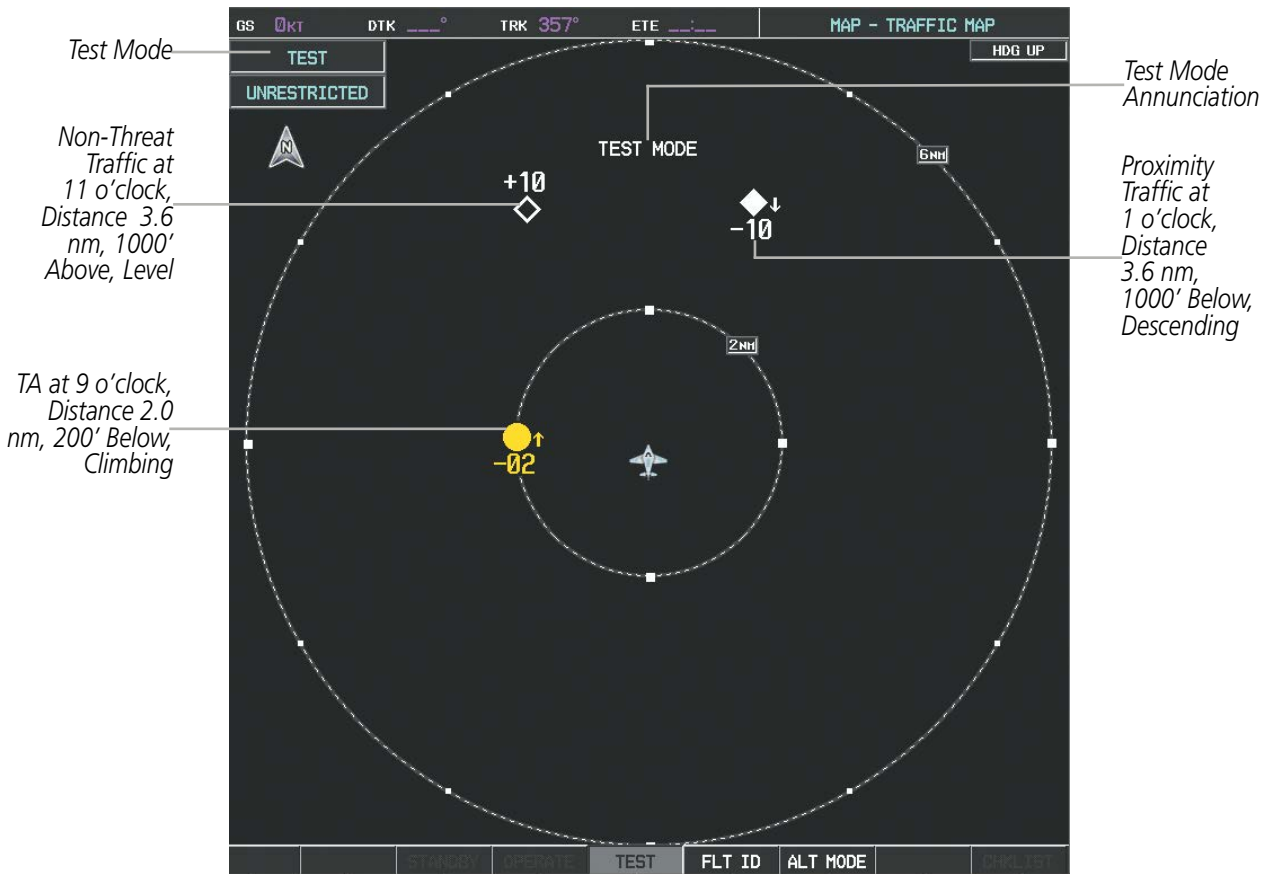 GS 0KT DTK ___° TRK 357° ETE __:__ MAP - TRAFFIC MAP
TEST
HDG UP
UNRESTRICTED
Test Mode
Test Mode
Annunciation
N
TEST MODE
6NM
Non-Threat
Traffic at
11 o’clock,
Distance 3.6
nm, 1000’
Above, Level
+10
-10
Proximity
Traffic at
1 o’clock,
Distance
3.6 nm,
1000’ Below,
Descending
2NM
TA at 9 o’clock,
Distance 2.0
nm, 200’ Below,
Climbing
-02
STANDBY OPERATE TEST FLT ID ALT MODE CHKLIST